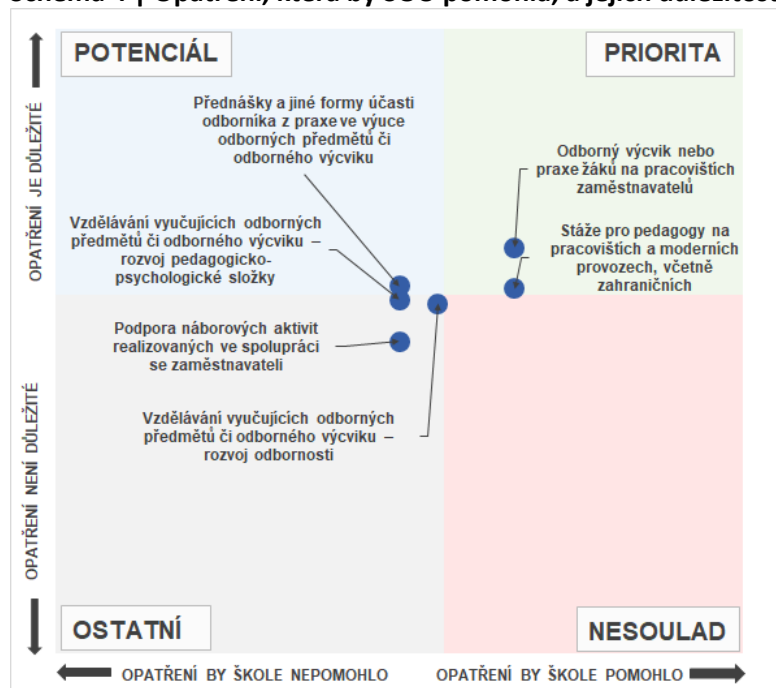 POTENCIÁL
PRIORITA
Přednášky a jiné formy účasti
odborníka z praxe ve výuce
odborných předmětů či
odborného výcviku
Odborný výcvik nebo
praxe žáků na pracovištích
zaměstnavatelů
Vzdělávání vyučujících odborných
předmětů či odborného výcviku –
rozvoj pedagogicko-
psychologické složky
Stáže pro pedagogy na
pracovištích a moderních
provozech, včetně
zahraničních
Podpora náborových aktivit
realizovaných ve spolupráci
se zaměstnavateli
Vzdělávání vyučujících odborných
předmětů či odborného výcviku –
rozvoj odbornosti
OPATŘENÍ JE DŮLEŽITÉ
OPATŘENÍ NENÍ DŮLEŽITÉ
OSTATNÍ
NESOULAD
OPATŘENÍ BY ŠKOLE NEPOMOHLO
OPATŘENÍ BY ŠKOLE POMOHLO